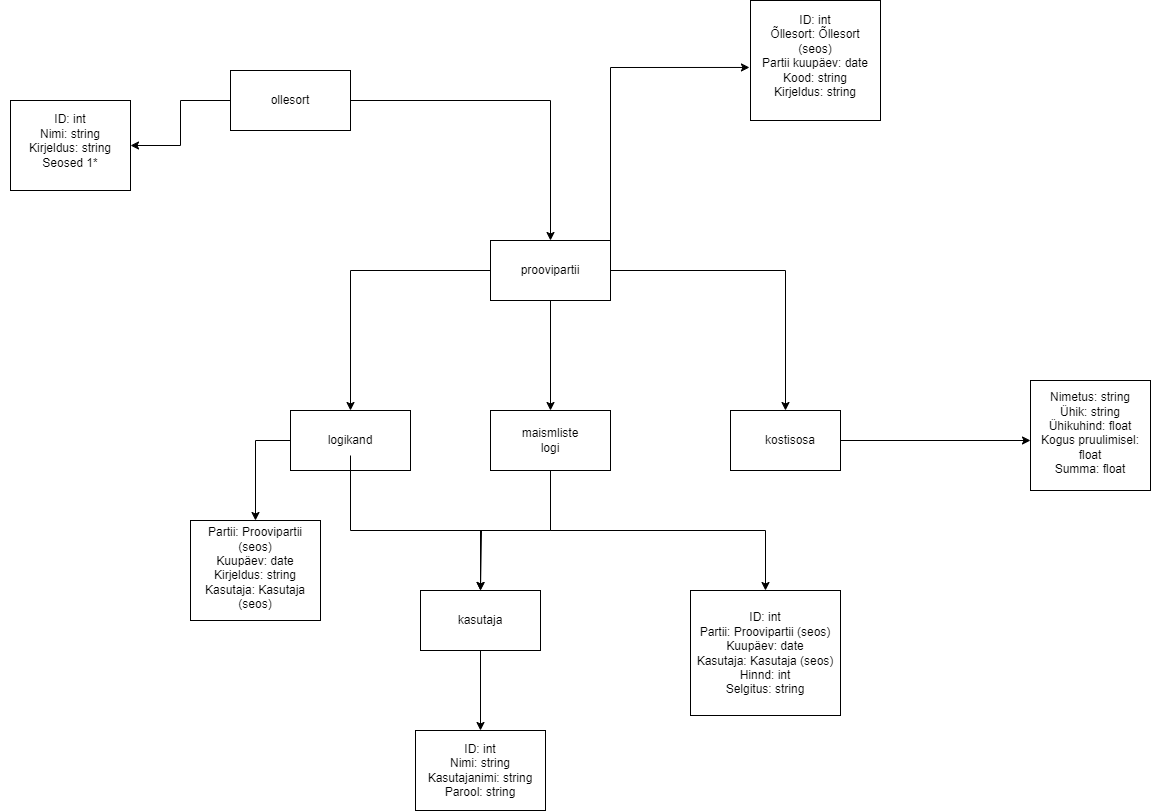 ID: int
Õllesort: Õllesort
(seos)
Partii kuupäev: date
Kood: string
Kirjeldus: string
ollesort
ID: int
Nimi: string
Kirjeldus: string
Seosed 1*
proovipartii
logikand
maismliste
logi
kostisosa
Nimetus: string
Ühik: string
Ühikuhind: float
Kogus pruulimisel:
float
Summa: float
Partii: Proovipartii
(seos)
Kuupäev: date
Kirjeldus: string
Kasutaja: Kasutaja
(seos)
kasutaja
ID: int
Partii: Proovipartii (seos)
Kuupäev: date
Kasutaja: Kasutaja (seos)
Hinnd: int
Selgitus: string
ID: int
Nimi: string
Kasutajanimi: string
Parool: string